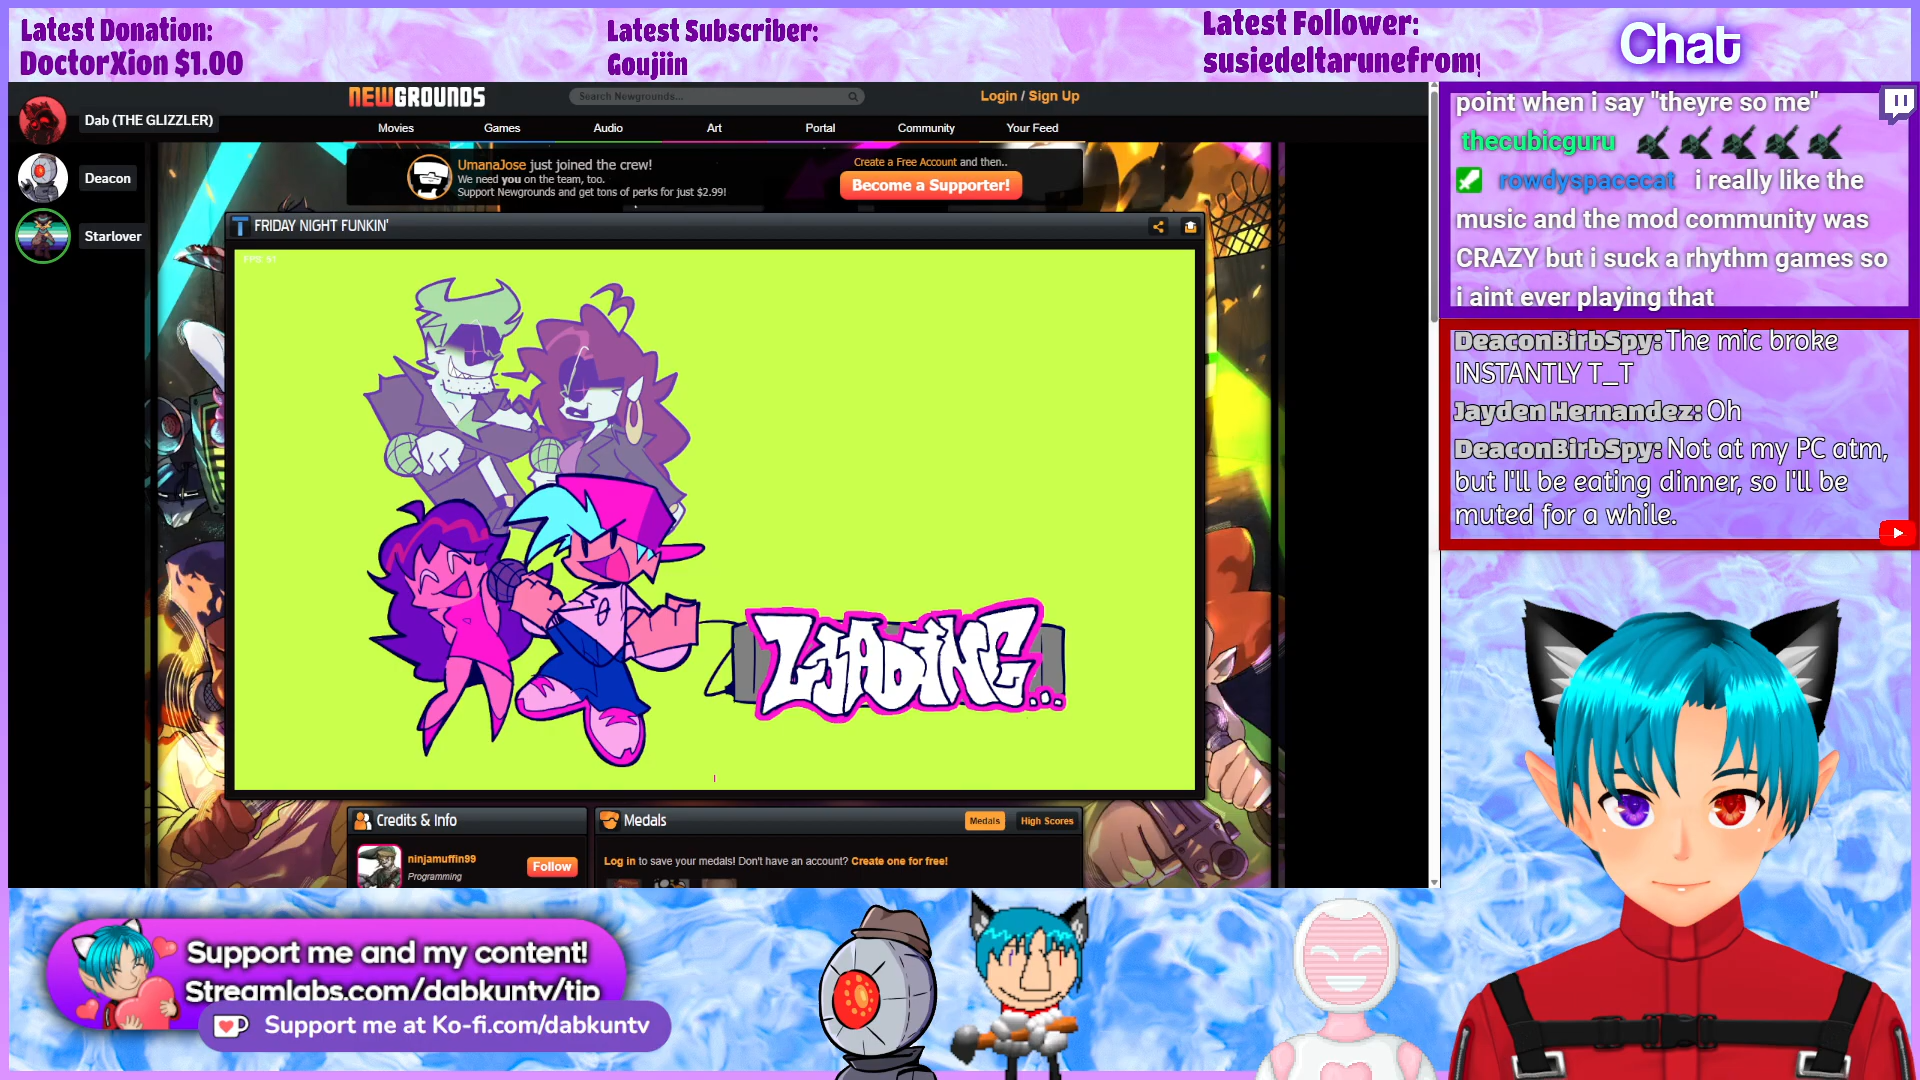 Latest Donation:
DoctorXion $1.00
Latest Subscriber:
Goujiin
Latest Follower:
susiedeltarunefrom
Chat
Dab (THE GLIZZLER)
Deacon
Starlover
NEWGROUNDS
Search Newgrounds...
Login / Sign Up
Movies
Games
Audio
Art
Portal
Community
Your Feed
UmanaJose just joined the crew!
We need you on the team, too.
Support Newgrounds and get tons of perks for just $2.99!
Create a Free Account and then..
Become a Supporter!
FRIDAY NIGHT FUNKIN'
FPS: 51
LOADING...
Credits & Info
ninjamuffin99
Programming
Follow
Medals
Medals
High Scores
Log in to save your medals! Don't have an account? Create one for free!
point when i say "theyre so me"
thecubicguru
rowdyspacecat i really like the
music and the mod community was
CRAZY but i suck a rhythm games so
i aint ever playing that
DeaconBirbSpy: The mic broke
INSTANTLY T_T
Jayden Hernandez: Oh
DeaconBirbSpy: Not at my PC atm,
but I'll be eating dinner, so I'll be
muted for a while.
Support me and my content!
Streamlabs.com/dabkuntv/tip
Support me at Ko-fi.com/dabkuntv